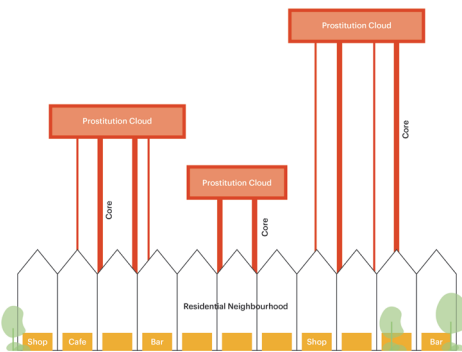 Prostitution Cloud
Prostitution Cloud
Prostitution Cloud
Core
Core
Core
Residential Neighbourhood
Shop
Cafe
Bar
Shop
Bar